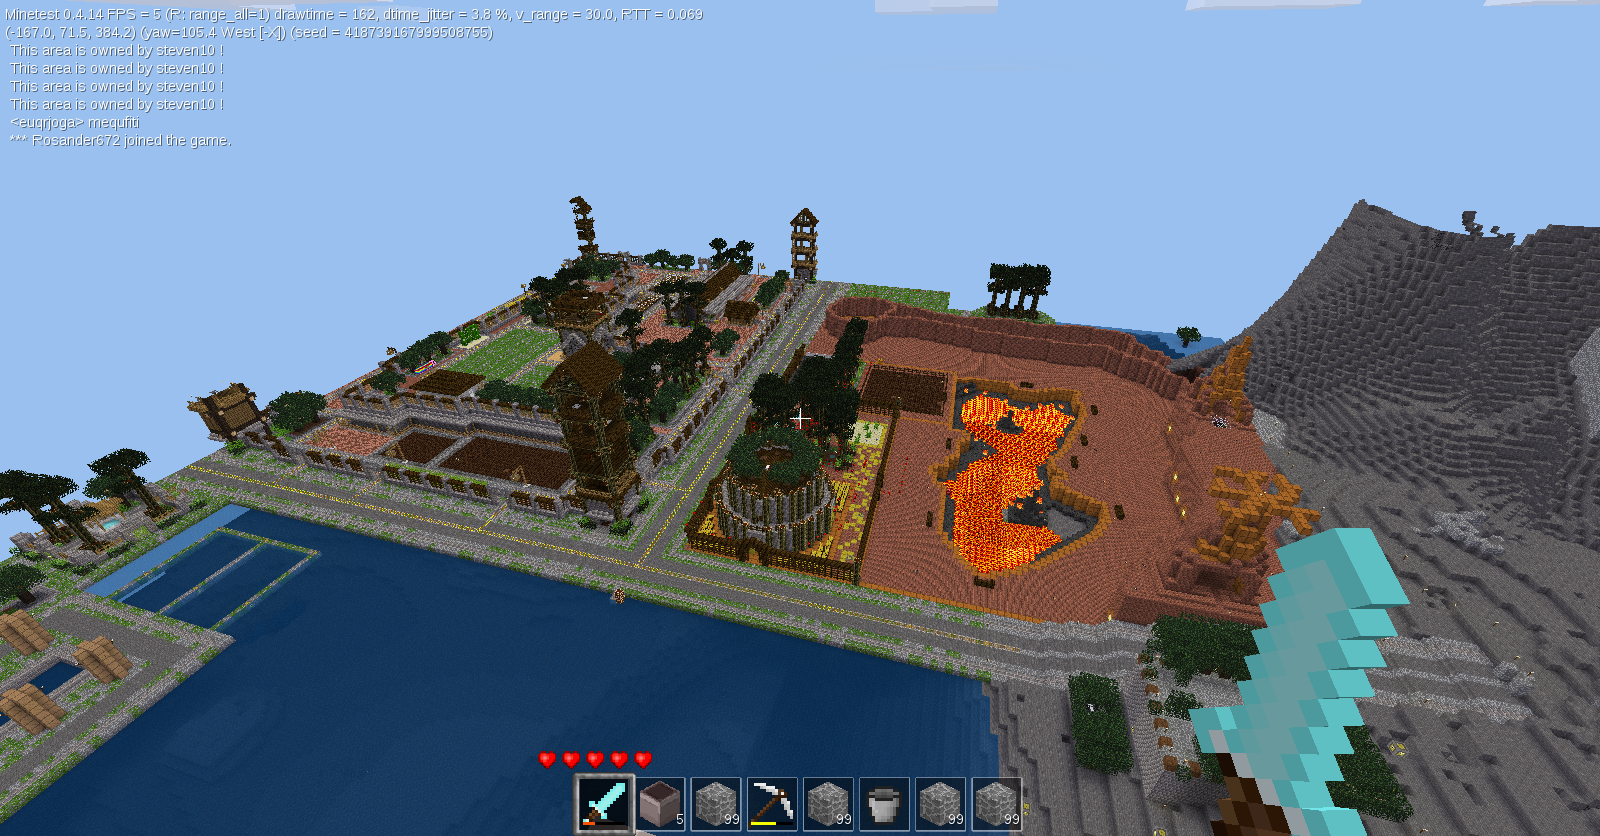 Minetest 0.4.14 FPS = 5 (R: range_all=1) drawtime = 162, dtime_jitter = 3.8 %, v_range = 30.0, RTT = 0.069
(-167.0, 71.5, 384.2) (yaw=105.4 West [-X]) (seed = 418739167999508755)
This area is owned by steven10 !
This area is owned by steven10 !
This area is owned by steven10 !
This area is owned by steven10 !
<euqrjoga> mequfiti
*** Rosander672 joined the game.
5 99 99 99 99